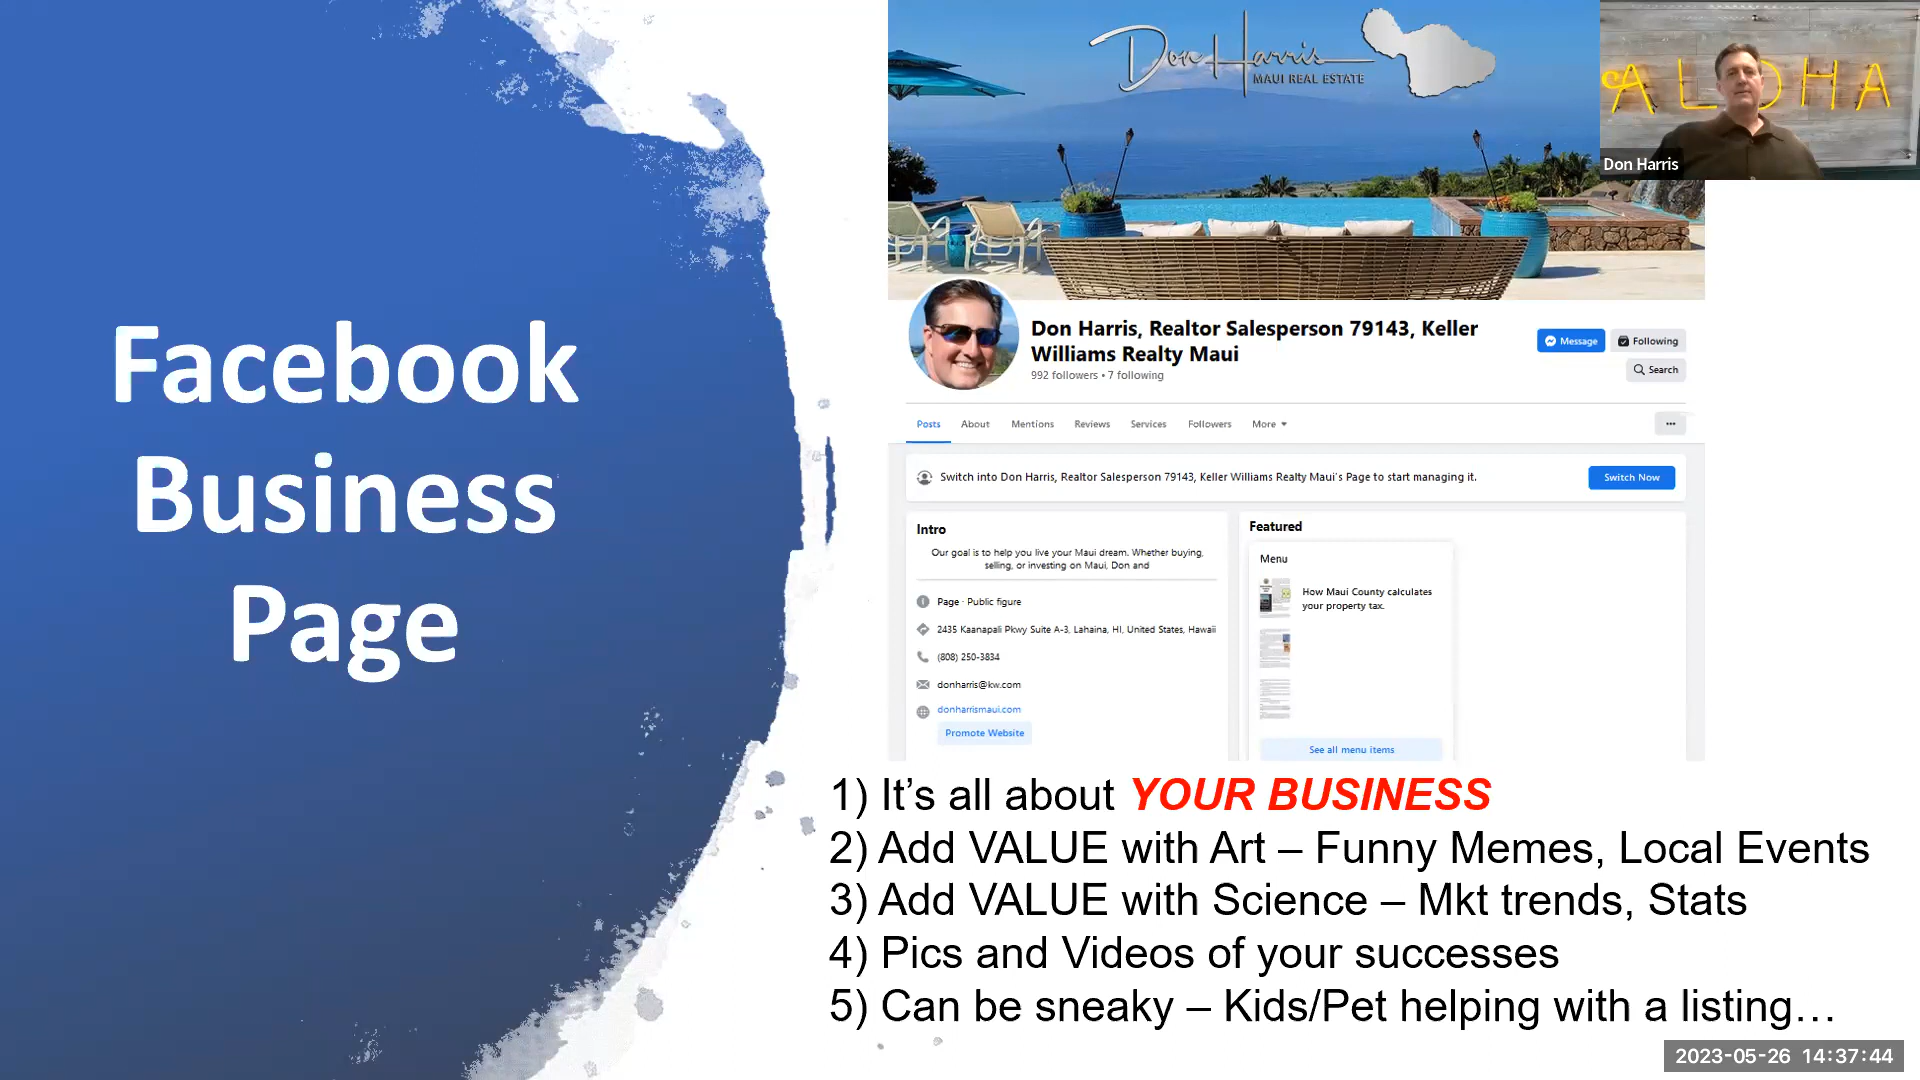 Facebook
Business
Page
Don Harris
MAUI REAL ESTATE
ALOHA
Don Harris
Don Harris, Realtor Salesperson 79143, Keller
Williams Realty Maui
992 followers • 7 following
Message
Following
Search
Posts About Mentions Reviews Services Followers More
Switch into Don Harris, Realtor Salesperson 79143, Keller Williams Realty Maui's Page to start managing it.
Switch Now
Intro
Our goal is to help you live your Maui dream. Whether buying,
selling, or investing on Maui, Don and
Page · Public figure
2435 Kaanapali Pkwy Suite A-3, Lahaina, HI, United States, Hawaii
(808) 250-3834
donharris@kw.com
donharrismaui.com
Promote Website
Featured
Menu
How Maui County calculates
your property tax.
See all menu items
1) It’s all about YOUR BUSINESS
2) Add VALUE with Art – Funny Memes, Local Events
3) Add VALUE with Science – Mkt trends, Stats
4) Pics and Videos of your successes
5) Can be sneaky – Kids/Pet helping with a listing…
2023-05-26 14:37:44